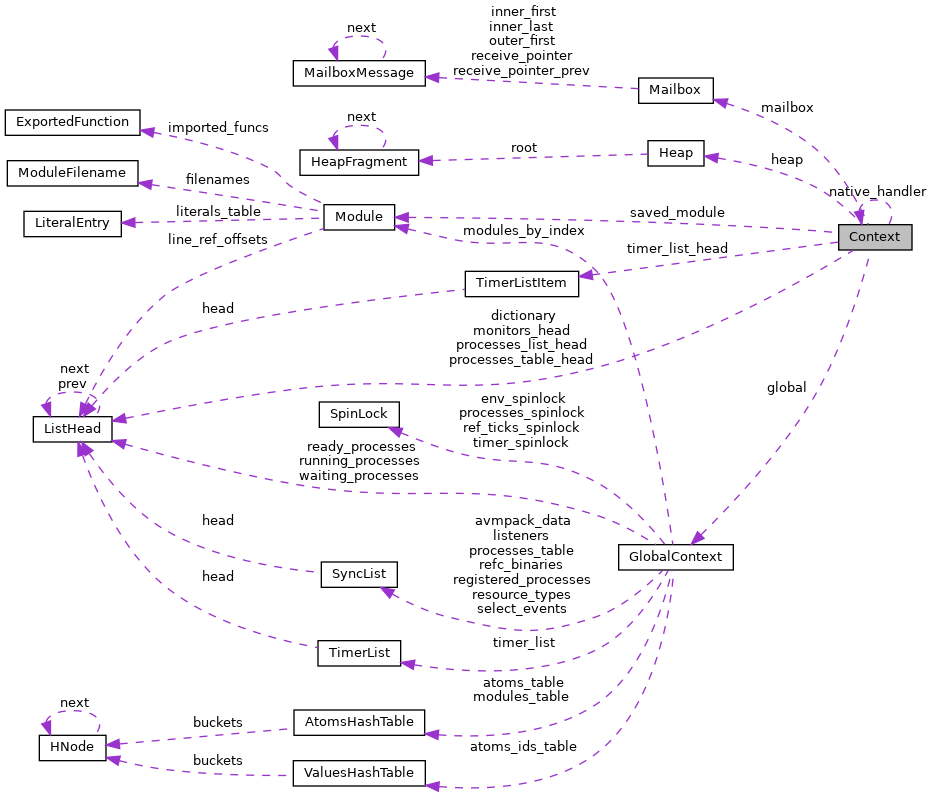 inner_first
inner_last
outer_first
receive_pointer
receive_pointer_prev
next
MailboxMessage
Mailbox
mailbox
ExportedFunction
imported_funcs
next
HeapFragment
root
Heap
heap
ModuleFilename
filenames
native_handler
LiteralEntry
literals_table
Module
saved_module
modules_by_index
Context
line_ref_offsets
timer_list_head
TimerListItem
head
dictionary
monitors_head
processes_list_head
processes_table_head
next
prev
ListHead
global
env_spinlock
processes_spinlock
ref_ticks_spinlock
timer_spinlock
SpinLock
ready_processes
running_processes
waiting_processes
head
avmpack_data
listeners
processes_table
refc_binaries
registered_processes
resource_types
select_events
GlobalContext
SyncList
head
timer_list
TimerList
atoms_table
modules_table
next
HNode
buckets
AtomsHashTable
atoms_ids_table
buckets
ValuesHashTable